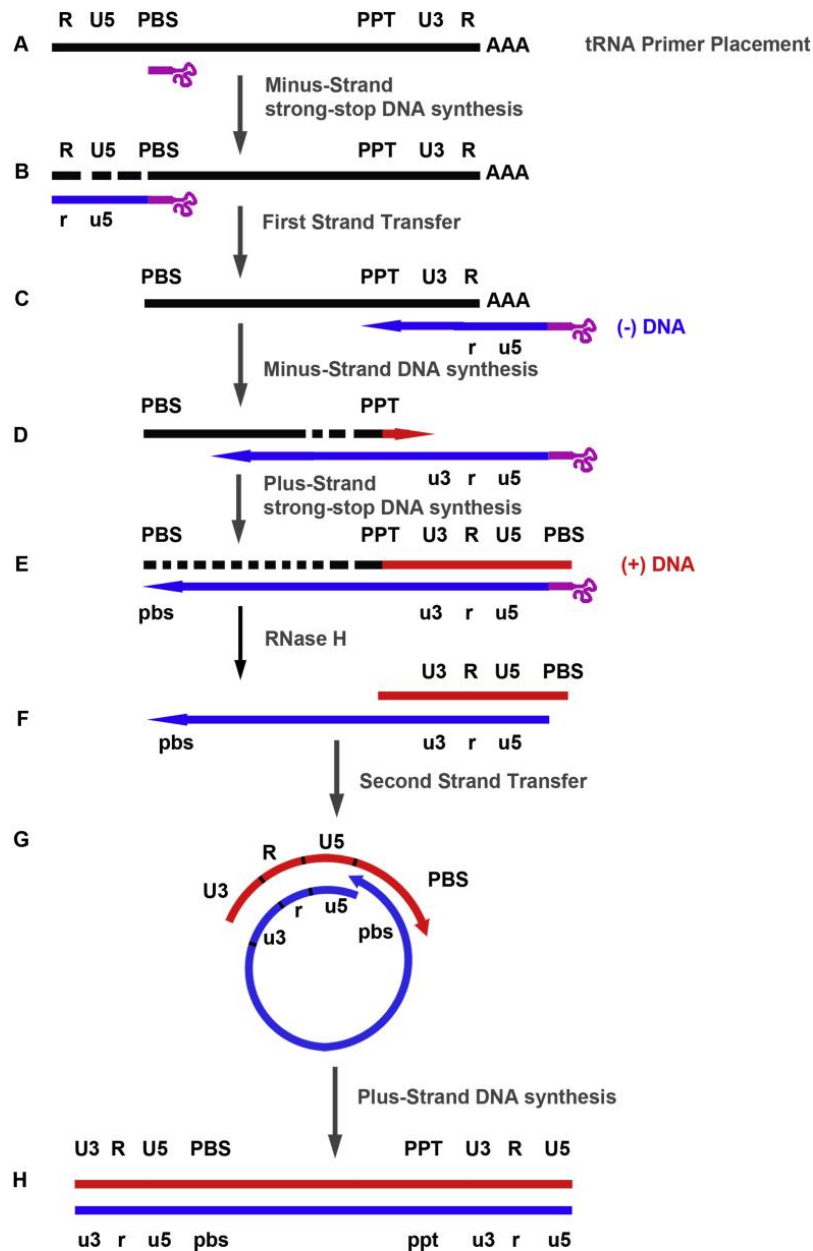 R U5 PBS PPT U3 R
A AAA tRNA Primer Placement
Minus-Strand
strong-stop DNA synthesis
R U5 PBS PPT U3 R
B AAA
r u5
First Strand Transfer
PBS PPT U3 R
C AAA
(-) DNA
r u5
Minus-Strand DNA synthesis
PBS PPT
D
u3 r u5
Plus-Strand
strong-stop DNA synthesis
PBS PPT U3 R U5 PBS
E (+) DNA
pbs u3 r u5
RNase H
U3 R U5 PBS
F
pbs u3 r u5
Second Strand Transfer
G
U3 R U5 PBS
u3 r u5 pbs
Plus-Strand DNA synthesis
U3 R U5 PBS PPT U3 R U5
H
u3 r u5 pbs ppt u3 r u5